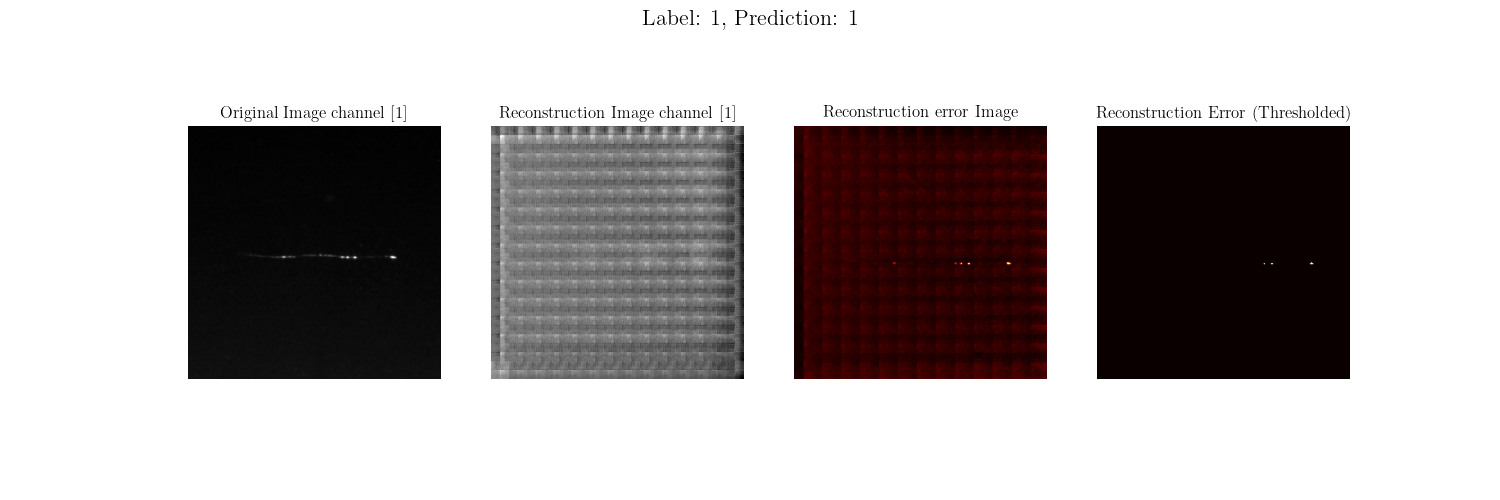 Label: 1, Prediction: 1
Original Image channel [1]
Reconstruction Image channel [1]
Reconstruction error Image
Reconstruction Error (Thresholded)